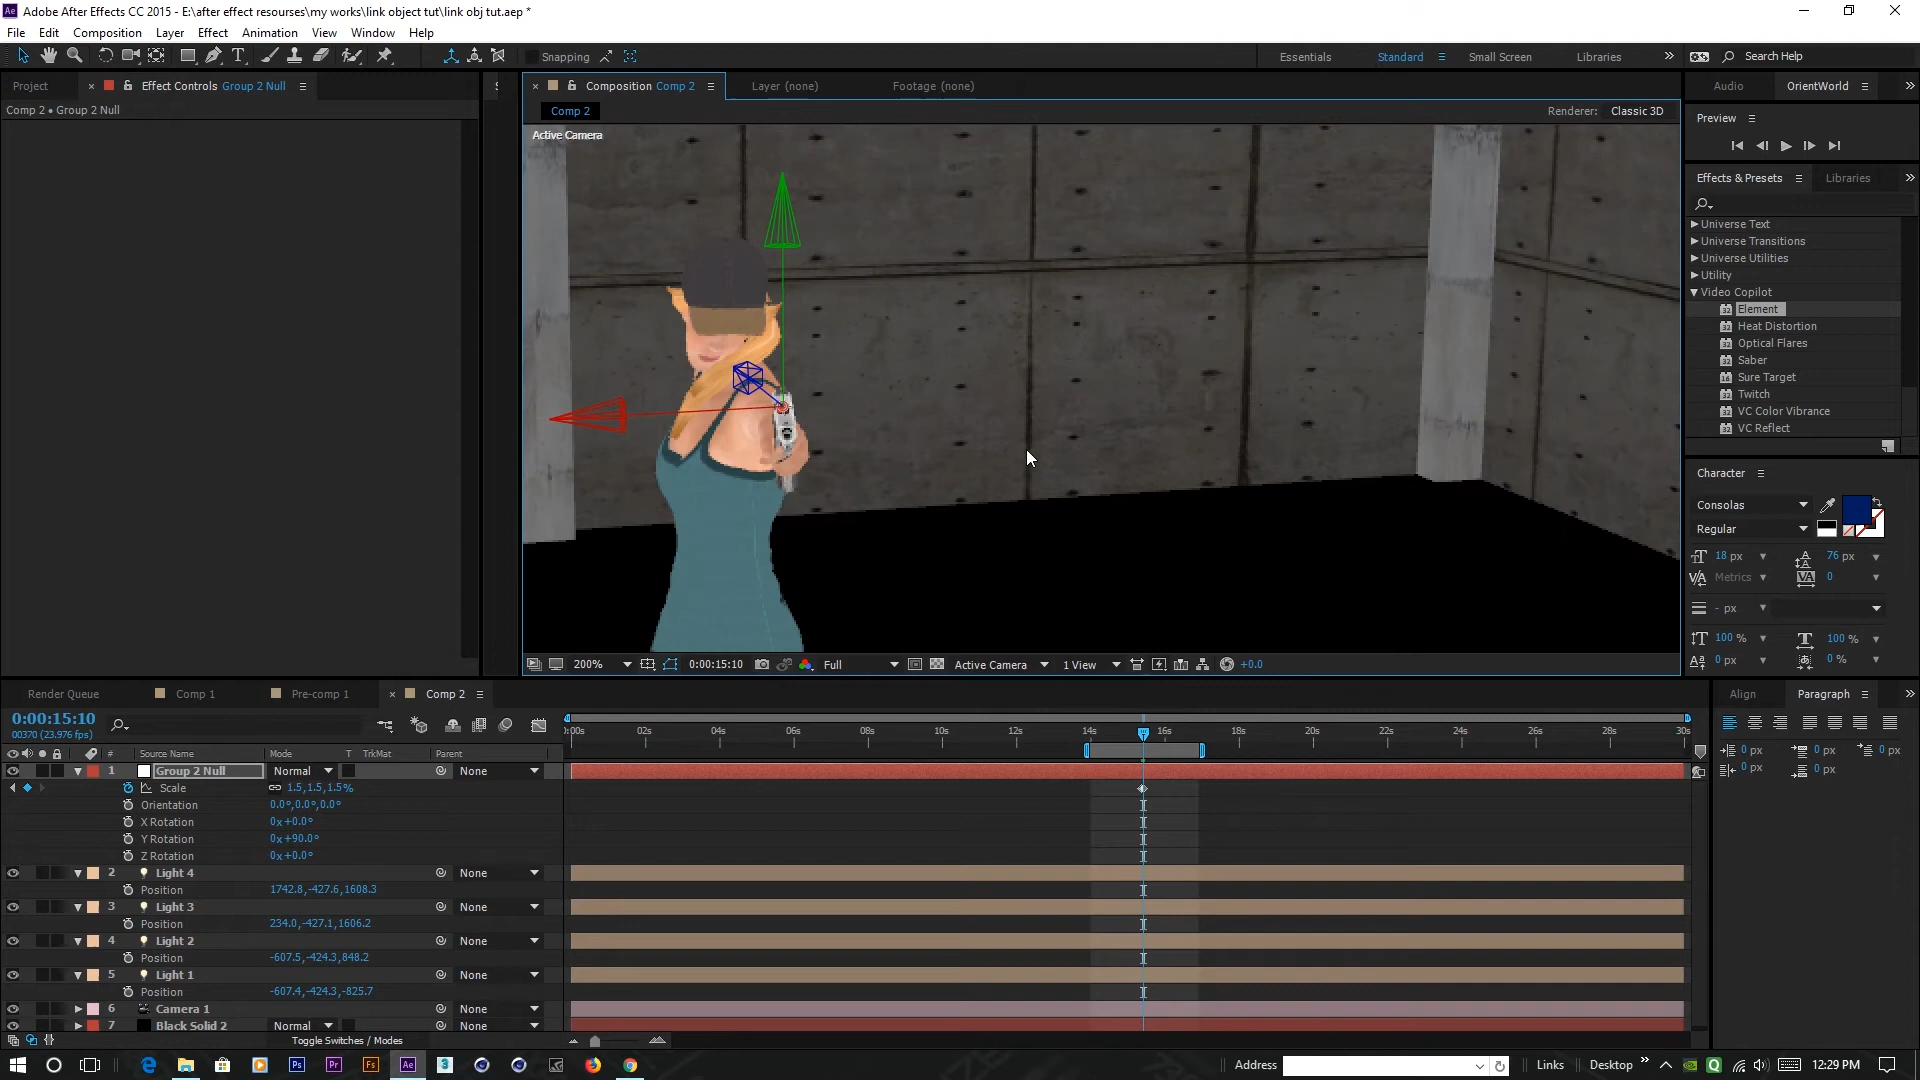 Adobe After Effects CC 2015 - E:\after effect resourses\my works\link object tut\link obj tut.aep *
File Edit Composition Layer Effect Animation View Window Help
Snapping
Essentials Standard Small Screen Libraries Search Help
Project Effect Controls Group 2 Null
Composition Comp 2 Layer (none) Footage (none)
Audio OrientWorld
Comp 2 • Group 2 Null
Comp 2
Renderer: Classic 3D
Active Camera
Preview
Effects & Presets Libraries
Universe Text
Universe Transitions
Universe Utilities
Utility
Video Copilot
Element
Heat Distortion
Optical Flares
Saber
Sure Target
Twitch
VC Color Vibrance
VC Reflect
Character
Consolas
Regular
18 px 76 px
Metrics 0
- px
100 % 100 %
0 px 0 %
200% 0:00:15:10 Full Active Camera 1 View +0.0
Render Queue Comp 1 Pre-comp 1 Comp 2
Align Paragraph
0 px 0 px 0 px
0 px 0 px
0:00:15:10
00370 (23.976 fps)
:00s 02s 04s 06s 08s 10s 12s 14s 16s 18s 20s 22s 24s 26s 28s 30s
# Source Name Mode T TrkMat Parent
1 Group 2 Null Normal None
Scale 1.5,1.5,1.5%
Orientation 0.0°,0.0°,0.0°
X Rotation 0x+0.0°
Y Rotation 0x+90.0°
Z Rotation 0x+0.0°
2 Light 4 None
Position 1742.8,-427.6,1608.3
3 Light 3 None
Position 234.0,-427.1,1606.2
4 Light 2 None
Position -607.5,-424.3,848.2
5 Light 1 None
Position -607.4,-424.3,-825.7
6 Camera 1 None
7 Black Solid 2 Normal None
Toggle Switches / Modes
Address Links Desktop 12:29 PM